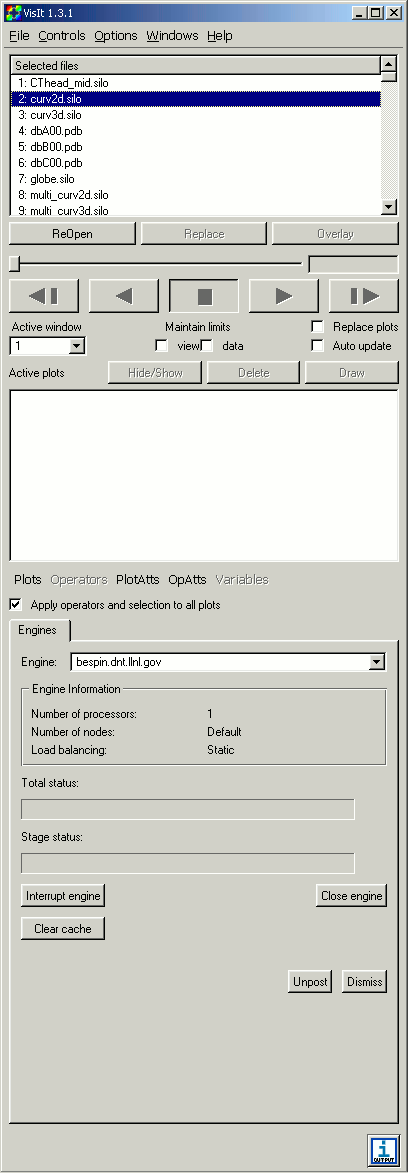 VisIt 1.3.1
File Controls Options Windows Help
Selected files
1: CThead_mid.silo
2: curv2d.silo
3: curv3d.silo
4: dbA00.pdb
5: dbB00.pdb
6: dbC00.pdb
7: globe.silo
8: multi_curv2d.silo
9: multi_curv3d.silo
ReOpen Replace Overlay
Active window Maintain limits Replace plots
1 view data Auto update
Active plots Hide/Show Delete Draw
Plots Operators PlotAtts OpAtts Variables
Apply operators and selection to all plots
Engines
Engine: bespin.dnt.llnl.gov
Engine Information
Number of processors: 1
Number of nodes: Default
Load balancing: Static
Total status:
Stage status:
Interrupt engine Close engine
Clear cache
Unpost Dismiss
OUTPUT